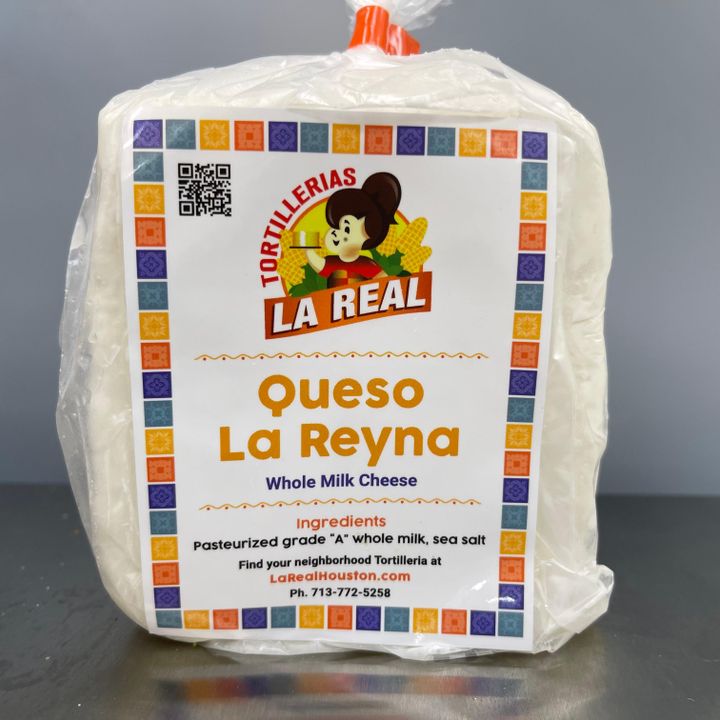 TORTILLERIAS
LA REAL
Queso
La Reyna
Whole Milk Cheese
Ingredients
Pasteurized grade "A" whole milk, sea salt
Find your neighborhood Tortilleria at
LaRealHouston.com
Ph. 713-772-5258